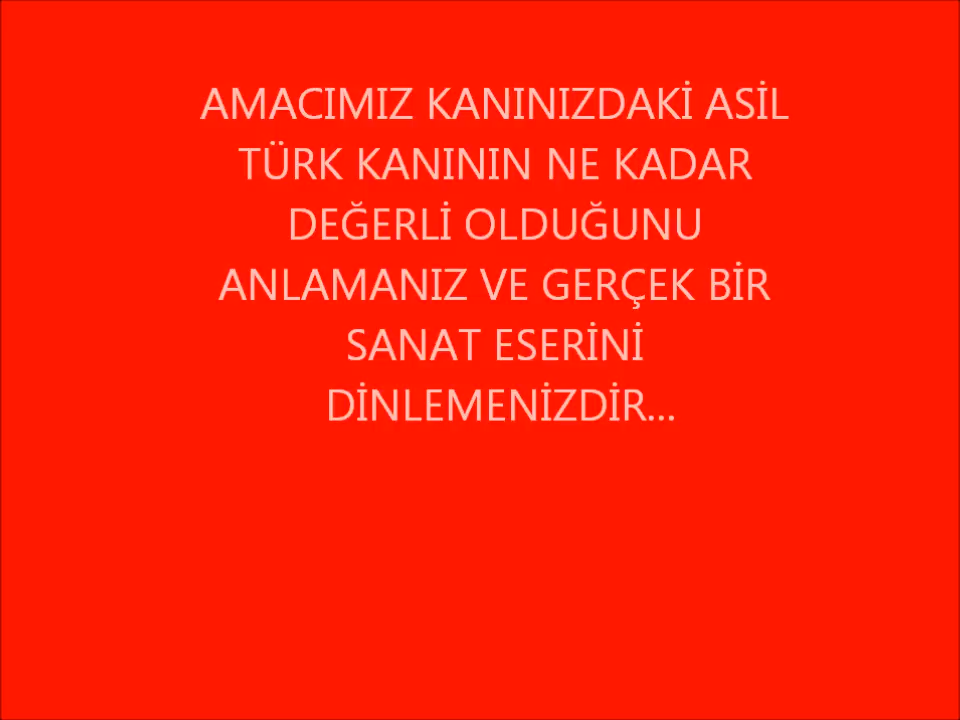 AMACIMIZ KANINIZDAKİ ASİL
TÜRK KANININ NE KADAR
DEĞERLİ OLDUĞUNU
ANLAMANIZ VE GERÇEK BİR
SANAT ESERİNİ
DİNLEMENİZDİR...